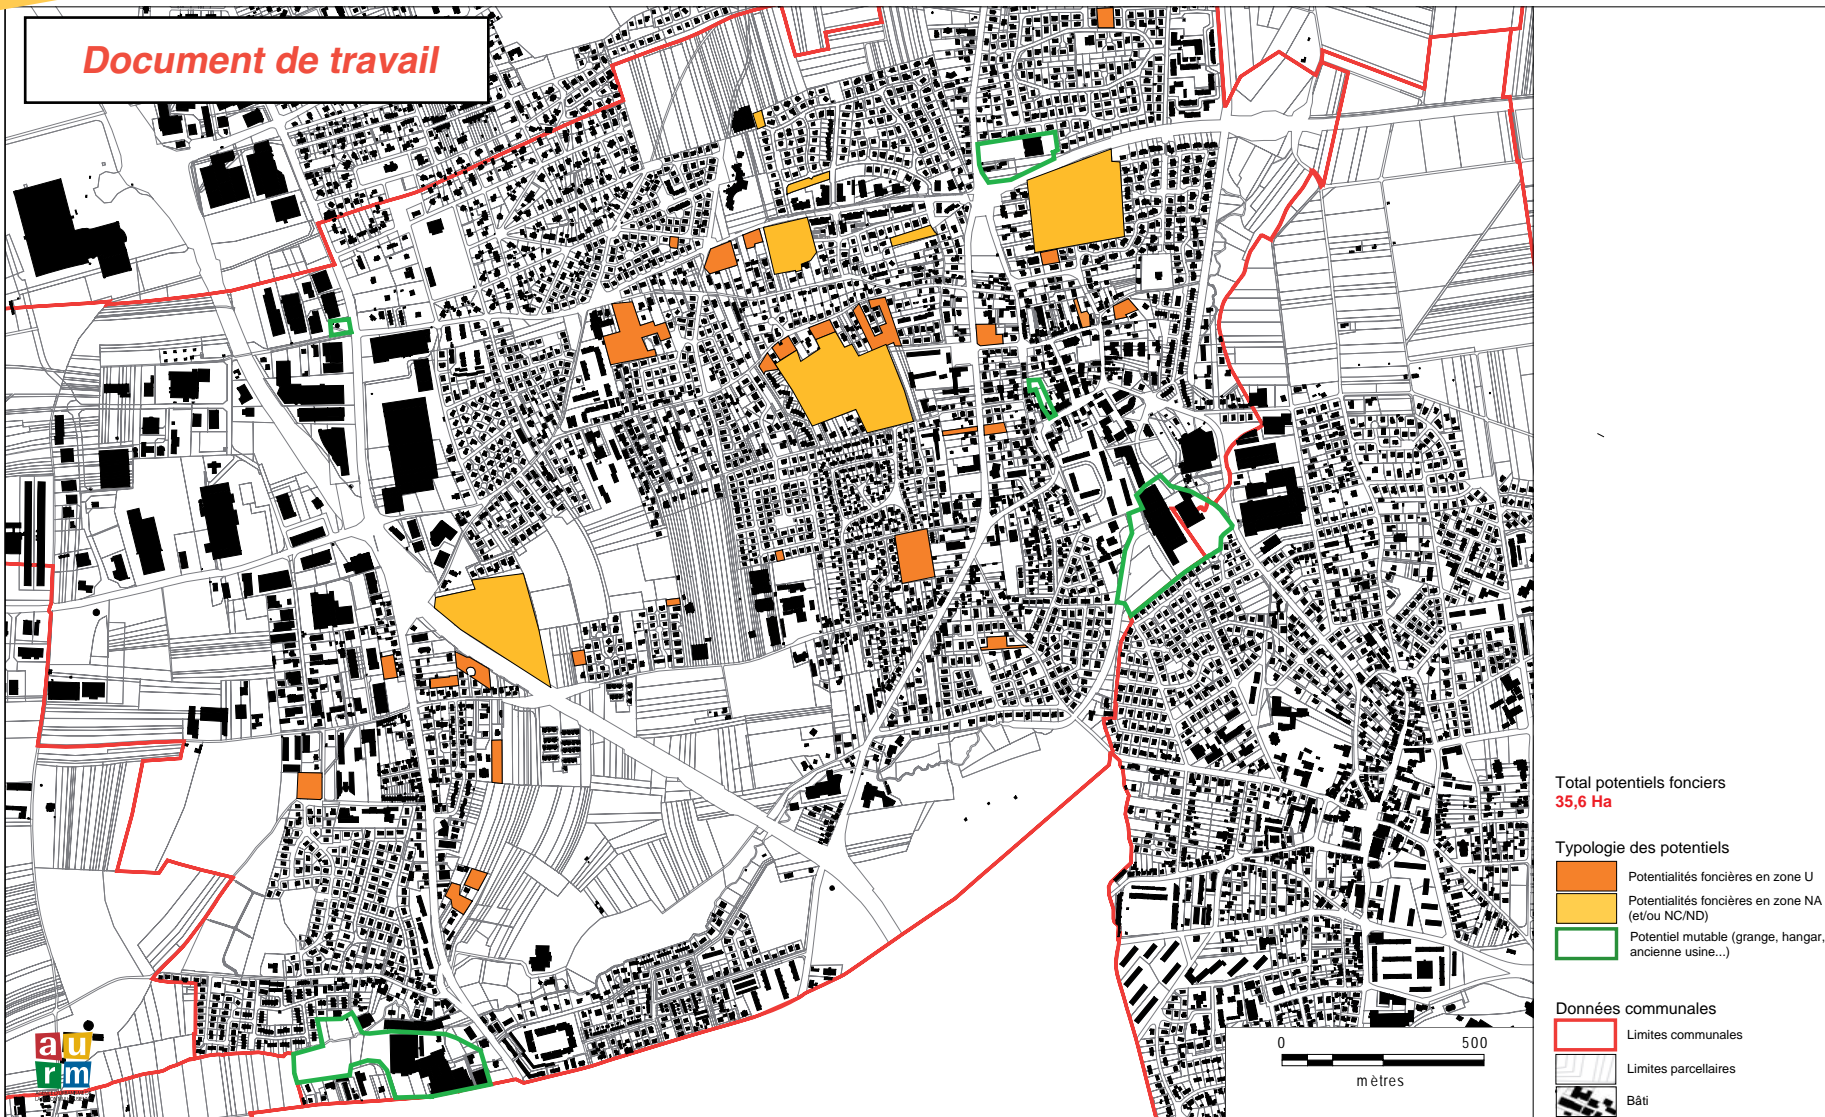 Document de travail
Total potentiels fonciers
35,6 Ha
Typologie des potentiels
Potentialités foncières en zone U
Potentialités foncières en zone NA
(et/ou NC/ND)
Potentiel mutable (grange, hangar,
ancienne usine...)
Données communales
Limites communales
Limites parcellaires
Bâti
0 500
mètres
au
rm